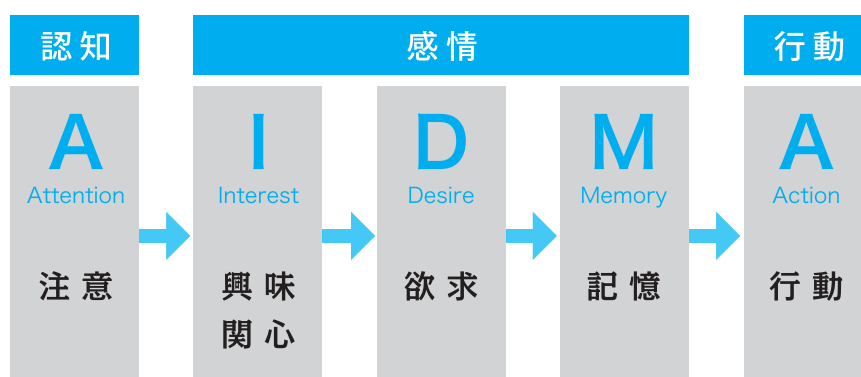 認知
感情
行動
A
Attention
注意
I
Interest
興味
関心
D
Desire
欲求
M
Memory
記憶
A
Action
行動